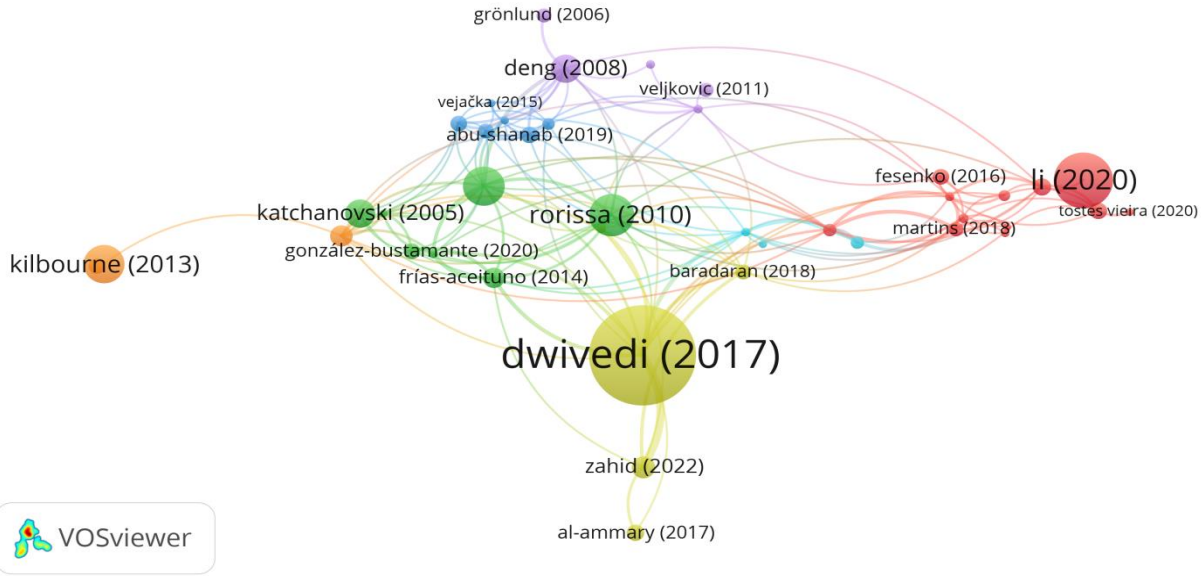 grönlund (2006)
deng (2008)
veljkovic (2011)
vejačka (2015)
abu-shanab (2019)
fesenko (2016)
li (2020)
katchanovski (2005)
rorissa (2010)
tostes vieira (2020)
martins (2018)
gonzález-bustamante (2020)
kilbourne (2013)
frías-aceituno (2014)
baradaran (2018)
dwivedi (2017)
zahid (2022)
al-ammary (2017)
VOSviewer